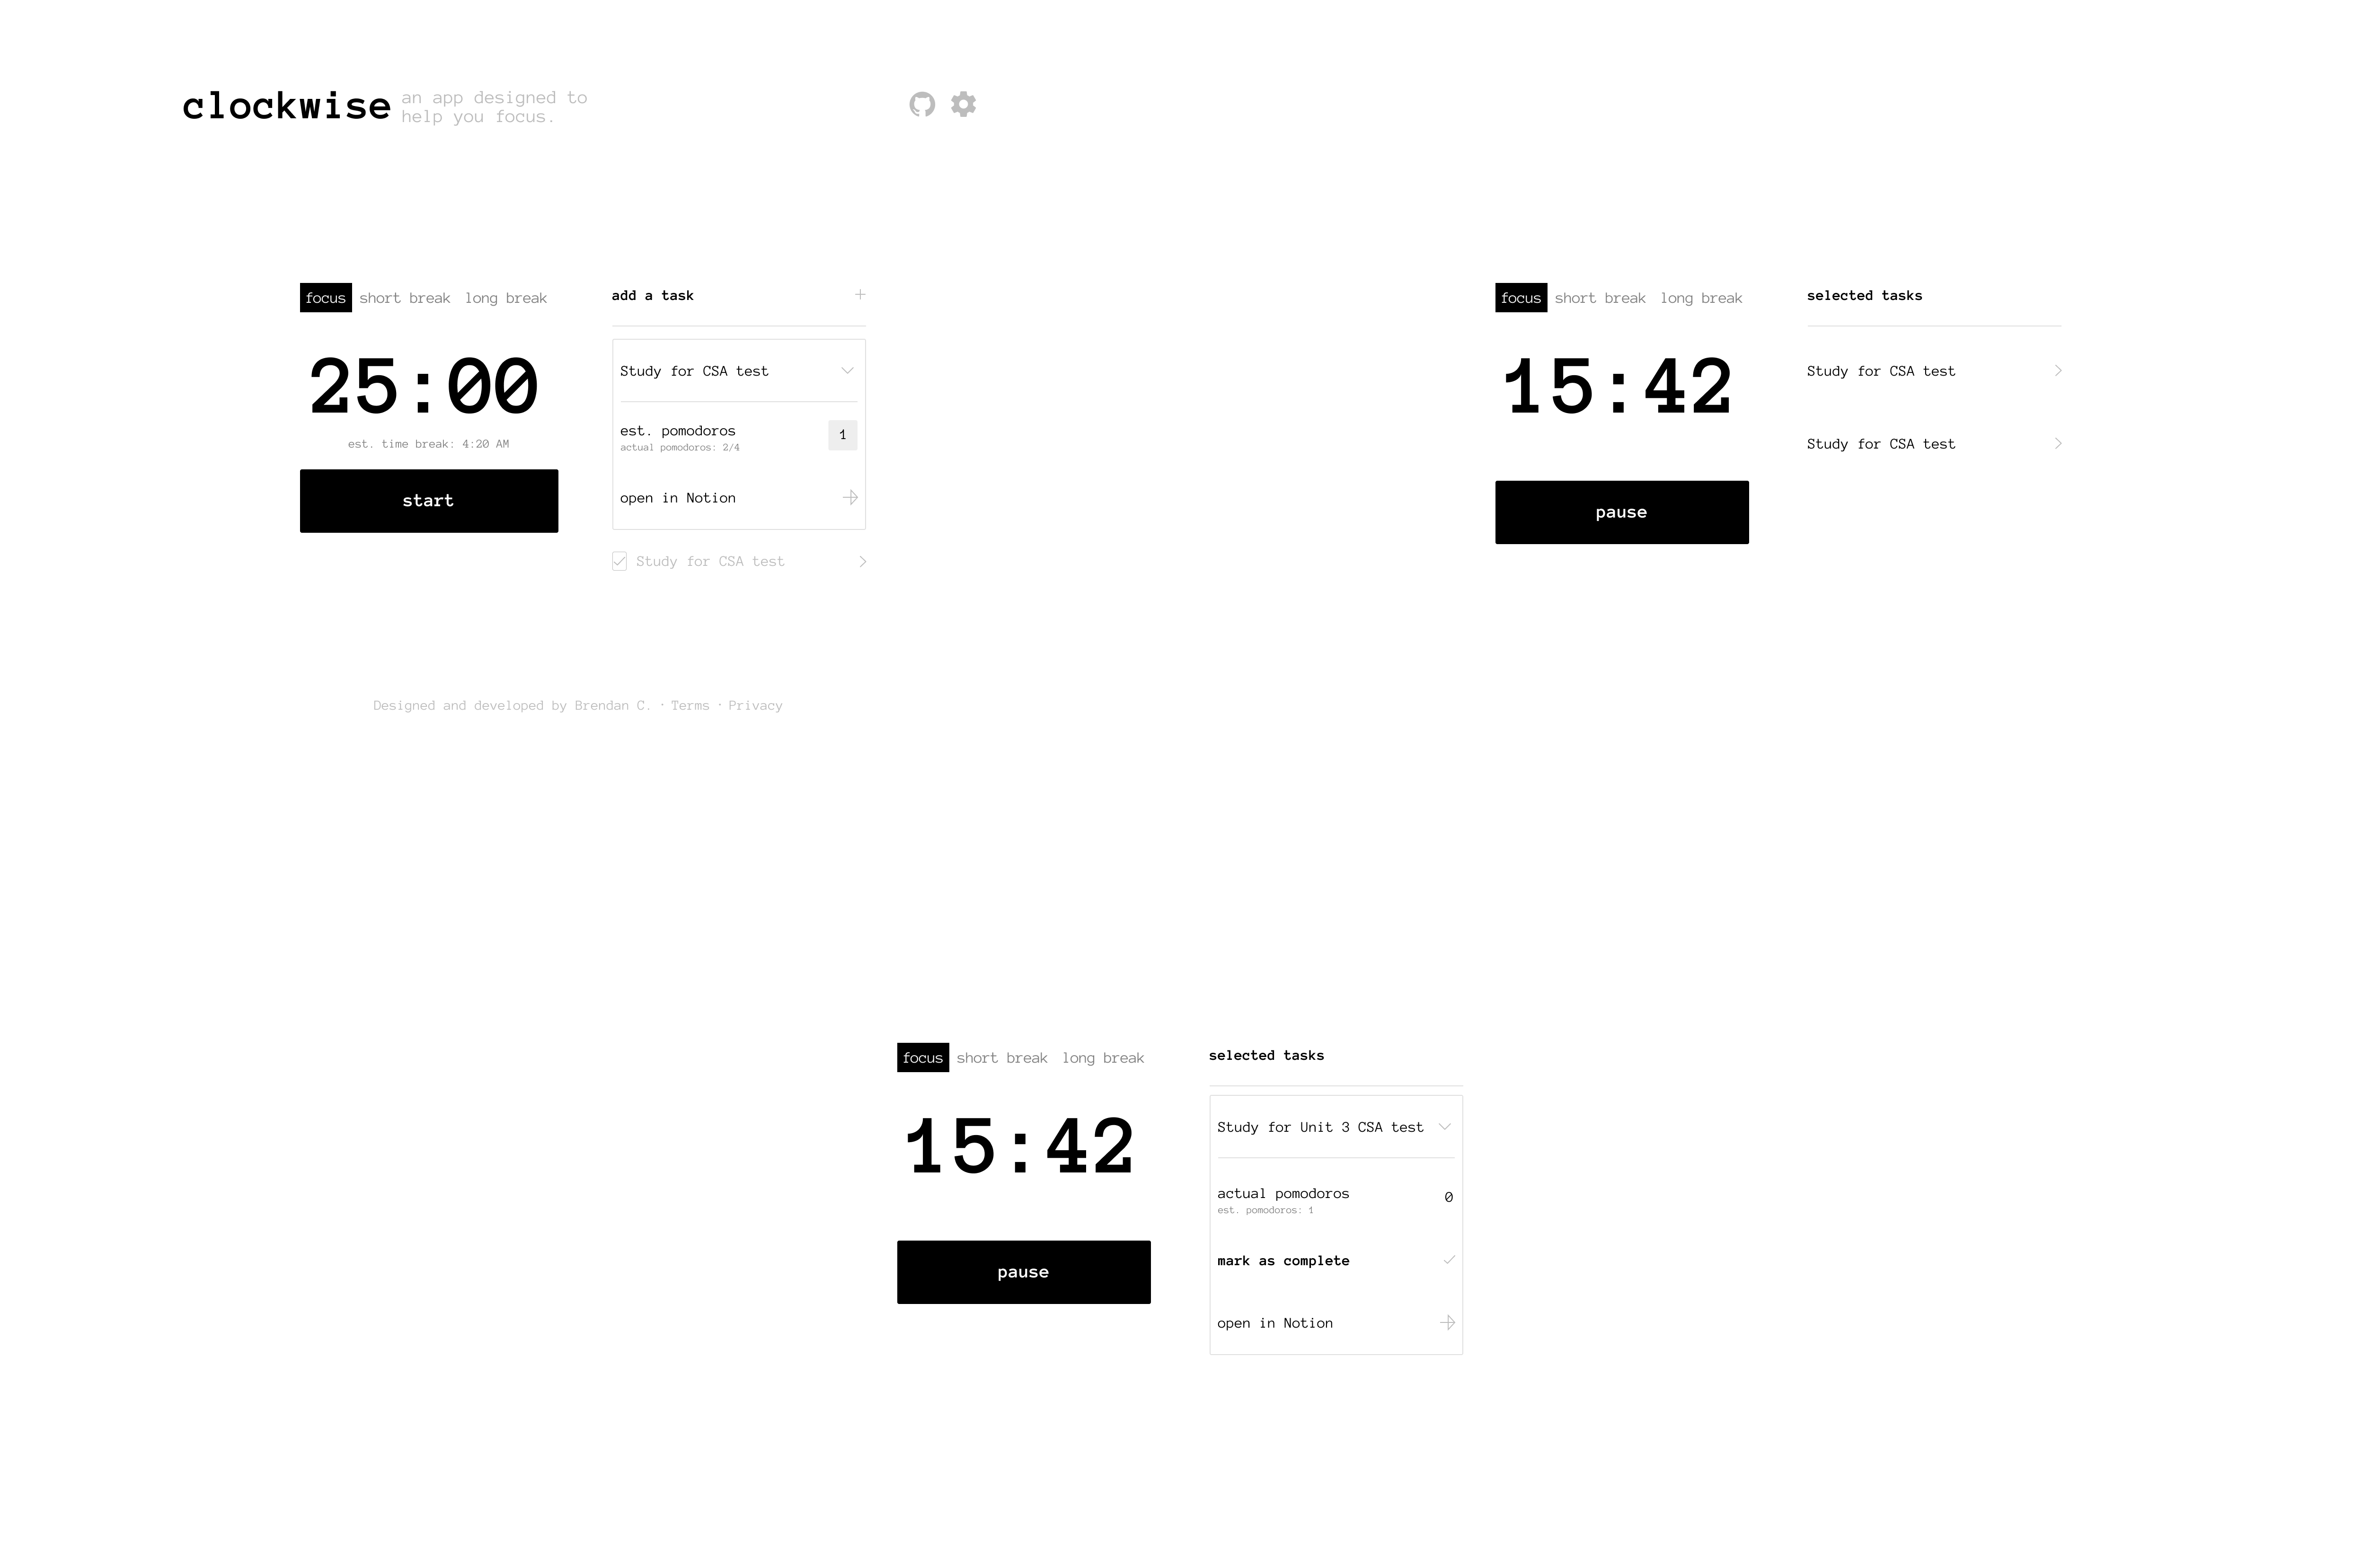 clockwise
an app designed to
help you focus.
focus short break long break
25:00
est. time break: 4:20 AM
start
add a task
Study for CSA test
est. pomodoros
1
actual pomodoros: 2/4
open in Notion
Study for CSA test
Designed and developed by Brendan C. · Terms · Privacy
focus short break long break
15:42
pause
selected tasks
Study for CSA test
Study for CSA test
focus short break long break
15:42
pause
selected tasks
Study for Unit 3 CSA test
actual pomodoros
0
est. pomodoros: 1
mark as complete
open in Notion